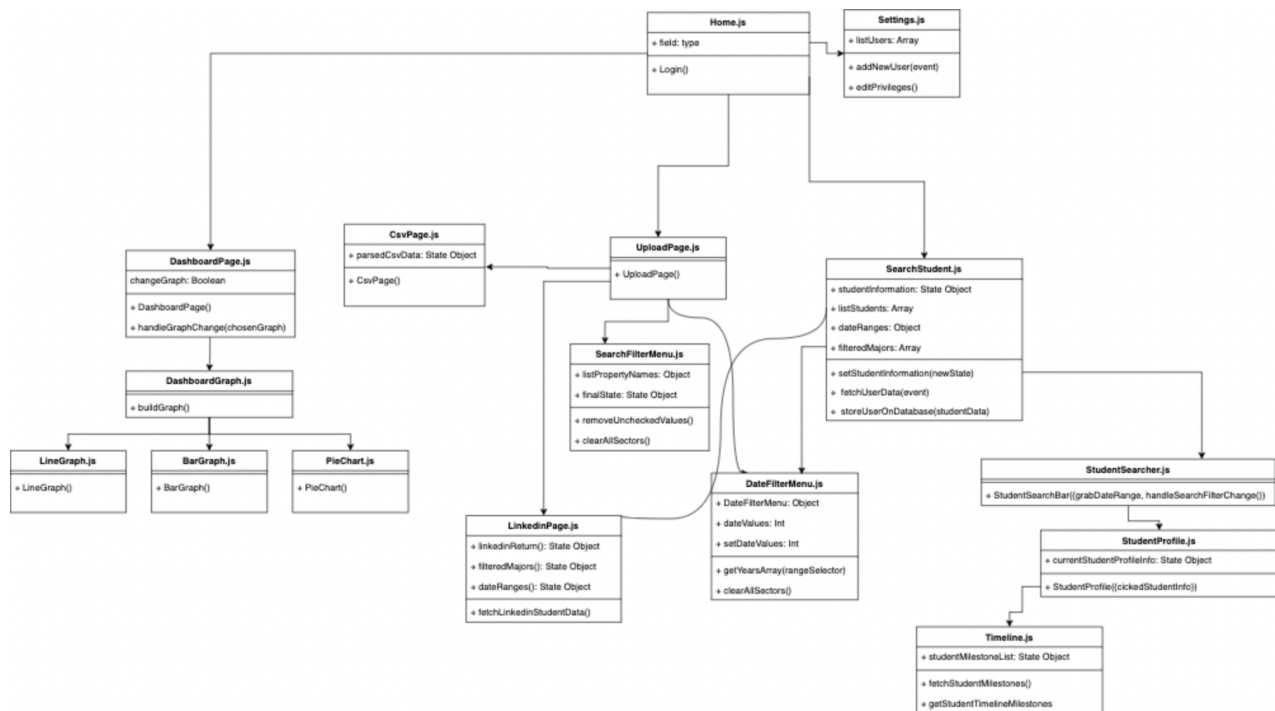 Home.js
+ field: type
+ Login()
Settings.js
+ listUsers: Array
+ addNewUser(event)
+ editPrivileges()
CsvPage.js
+ parsedCsvData: State Object
+ CsvPage()
UploadPage.js
+ UploadPage()
DashboardPage.js
changeGraph: Boolean
+ DashboardPage()
+ handleGraphChange(chosenGraph)
SearchStudent.js
+ studentInformation: State Object
+ listStudents: Array
+ dateRanges: Object
+ filteredMajors: Array
+ setStudentInformation(newState)
+ fetchUserData(event)
+ storeUserOnDatabase(studentData)
SearchFilterMenu.js
+ listPropertyNames: Object
+ finalState: State Object
+ removeUncheckedValues()
+ clearAllSectors()
DashboardGraph.js
+ buildGraph()
LineGraph.js
+ LineGraph()
BarGraph.js
+ BarGraph()
PieChart.js
+ PieChart()
StudentSearcher.js
+ StudentSearchBar({grabDateRange, handleSearchFilterChange})
DateFilterMenu.js
+ DateFilterMenu: Object
+ dateValues: Int
+ setDateValues: Int
+ getYearsArray(rangeSelector)
+ clearAllSectors()
LinkedinPage.js
+ linkedinReturn(): State Object
+ filteredMajors(): State Object
+ dateRanges(): State Object
+ fetchLinkedinStudentData()
StudentProfile.js
+ currentStudentProfileInfo: State Object
+ StudentProfile({cickedStudentInfo})
Timeline.js
+ studentMilestoneList: State Object
+ fetchStudentMilestones()
+ getStudentTimelineMilestones